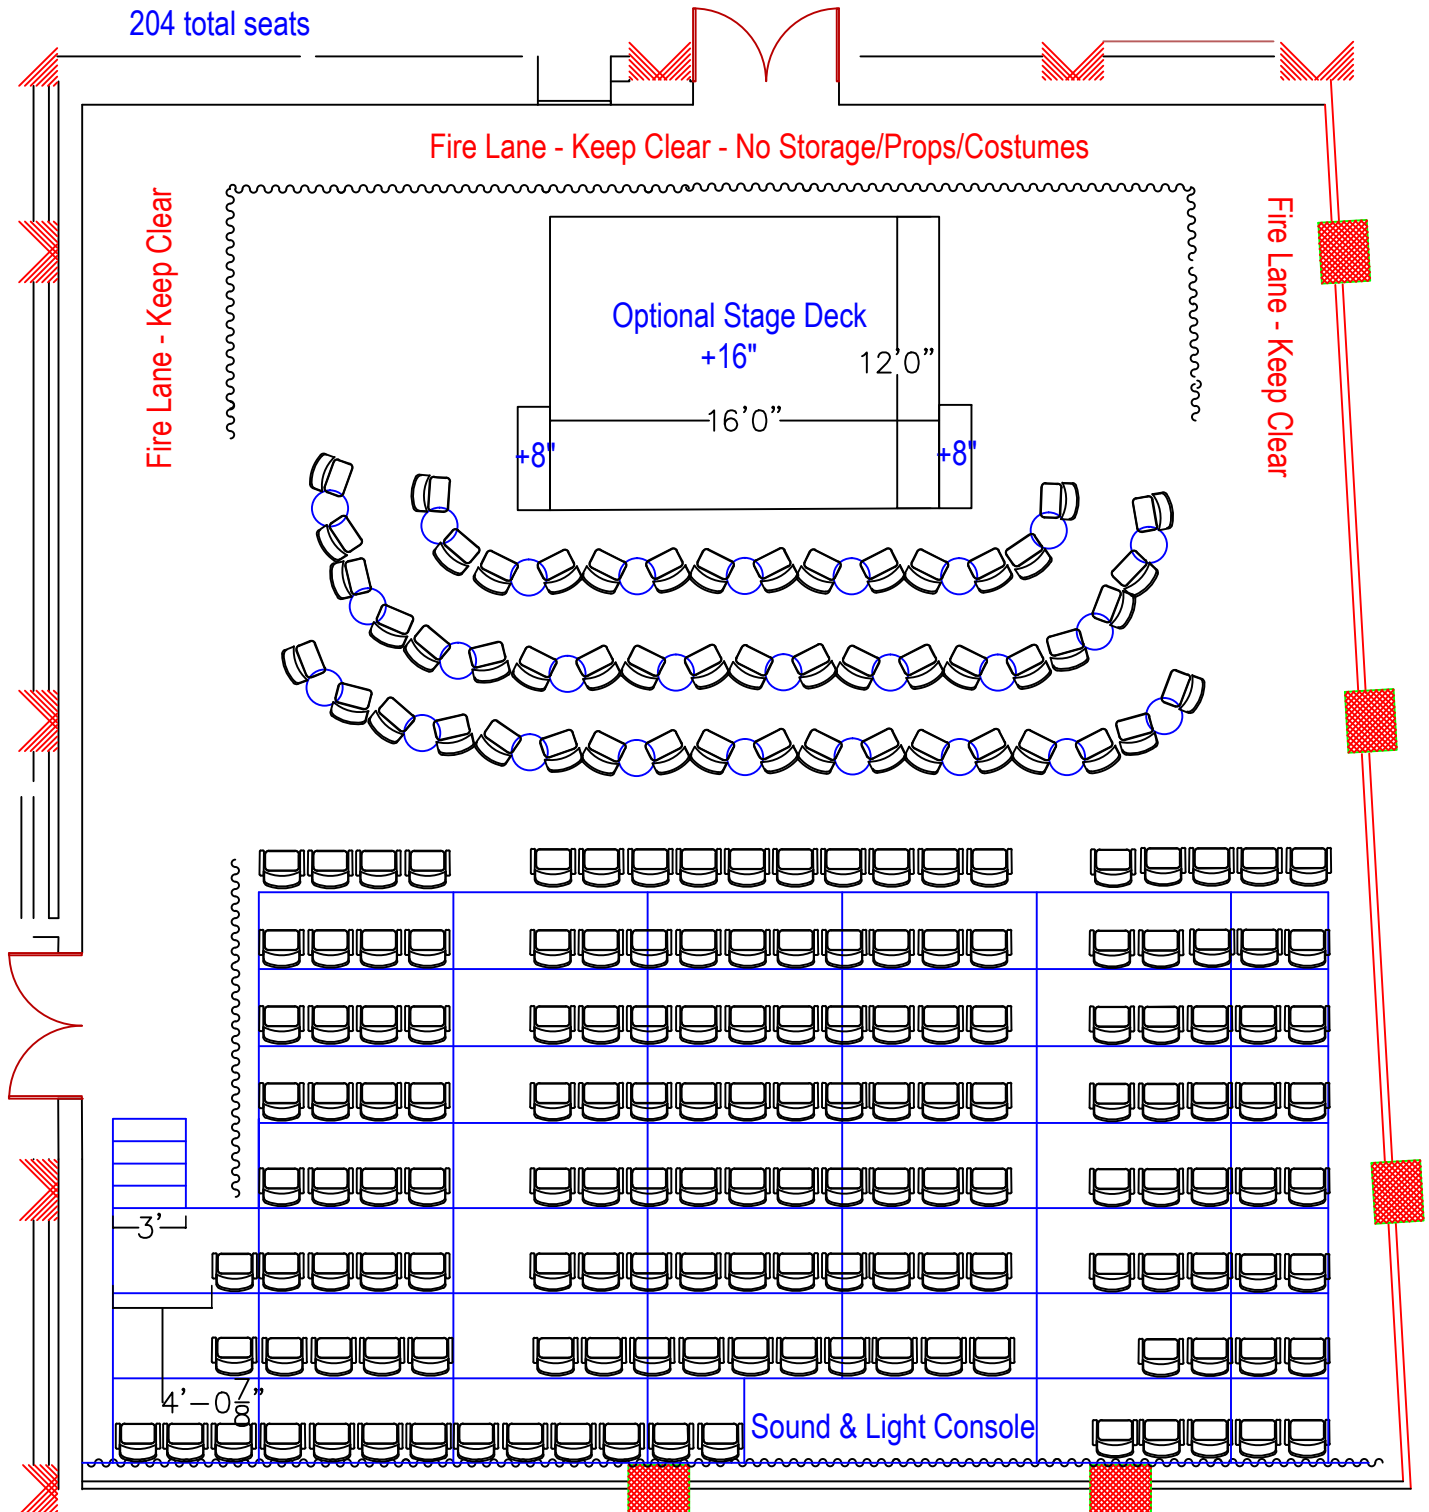 204 total seats
Fire Lane - Keep Clear - No Storage/Props/Costumes
Fire Lane - Keep Clear
Fire Lane - Keep Clear
Optional Stage Deck
+16"
12'0"
16'0"
+8"
+8"
3'
4'-0 7/8"
Sound & Light Console